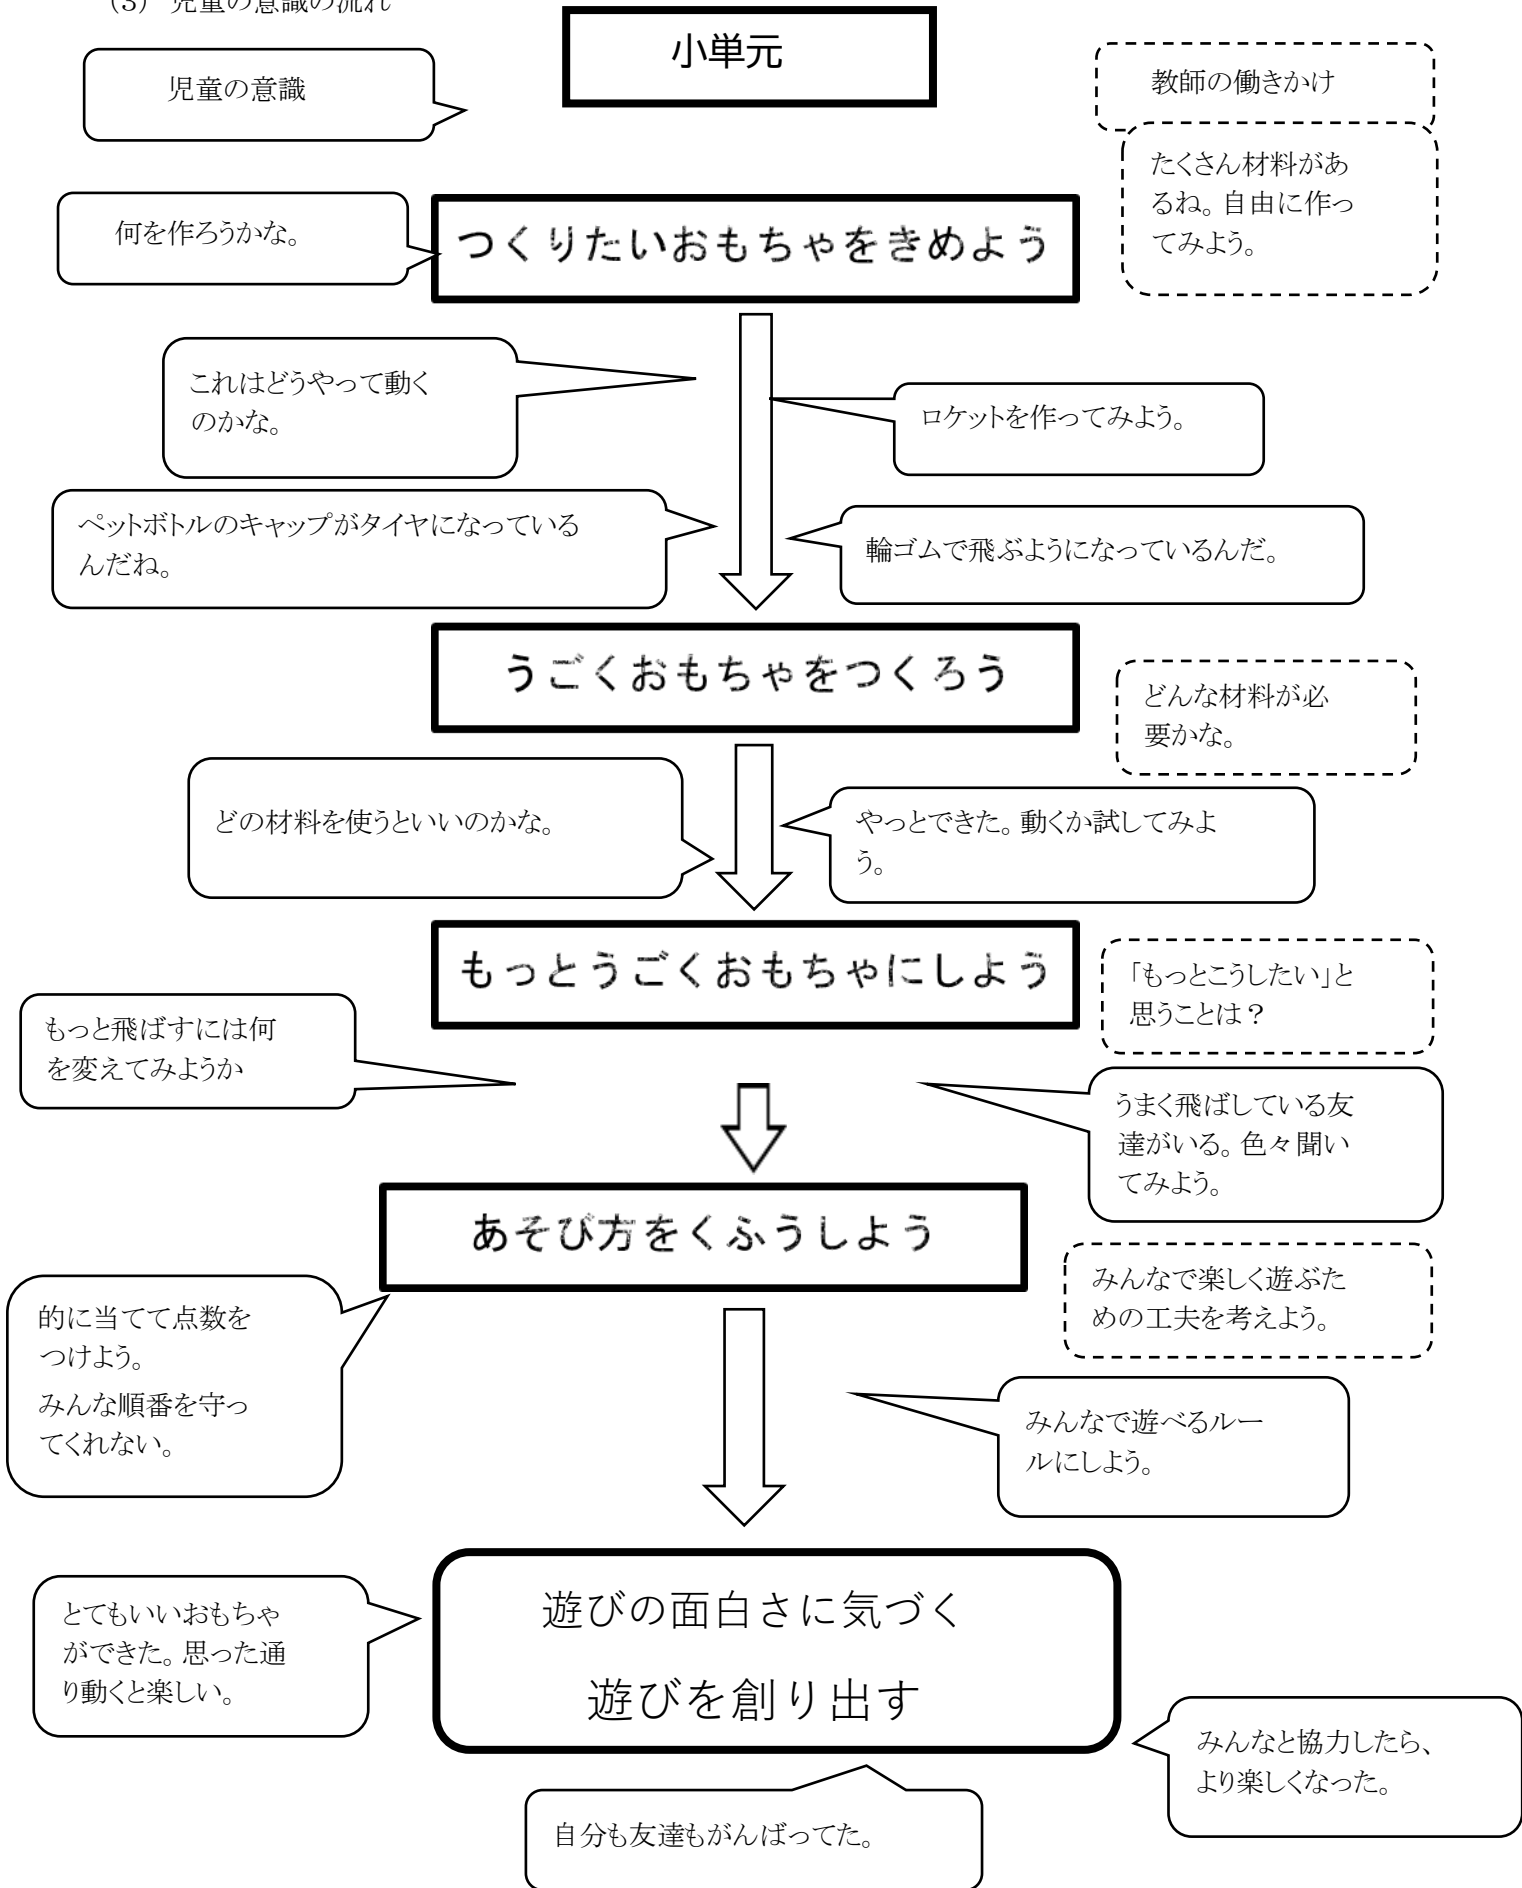 (3) 児童の意識の流れ
小単元
児童の意識
教師の働きかけ
たくさん材料があ
るね。自由に作っ
てみよう。
何を作ろうかな。
つくりたいおもちゃをきめよう
これはどうやって動く
のかな。
ロケットを作ってみよう。
ペットボトルのキャップがタイヤになっている
んだね。
輪ゴムで飛ぶようになっているんだ。
うごくおもちゃをつくろう
どんな材料が必
要かな。
どの材料を使うといいのかな。
やっとできた。動くか試してみよ
う。
もっとうごくおもちゃにしよう
「もっとこうしたい」と
思うことは？
もっと飛ばすには何
を変えてみようか
うまく飛ばしている友
達がいる。色々聞い
てみよう。
あそび方をくふうしよう
みんなで楽しく遊ぶた
めの工夫を考えよう。
的に当てて点数を
つけよう。
みんな順番を守っ
てくれない。
みんなで遊べるルー
ルにしよう。
遊びの面白さに気づく
遊びを創り出す
とてもいいおもちゃ
ができた。思った通
り動くと楽しい。
みんなと協力したら、
より楽しくなった。
自分も友達もがんばってた。